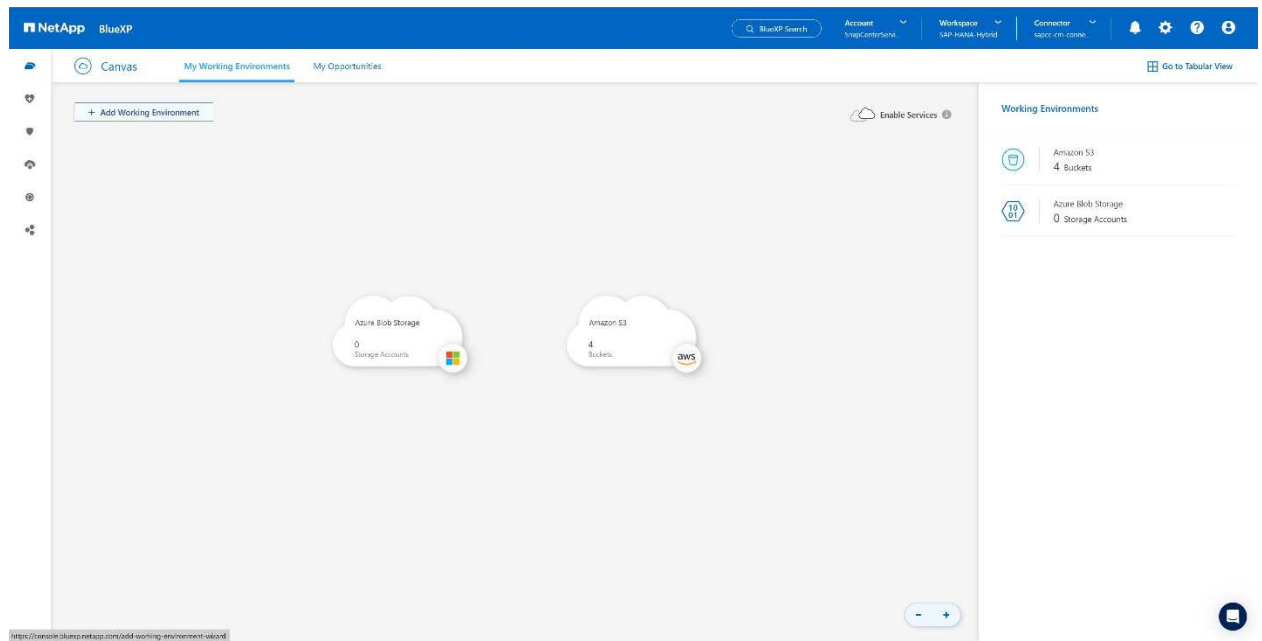 NetApp BlueXP
BlueXP Search
Account
SnapCenterServi...
Workspace
SAP-HANA-Hybrid
Connector
sapcc-cm-conne...
Canvas
My Working Environments
My Opportunities
Go to Tabular View
+ Add Working Environment
Enable Services
Working Environments
Amazon S3
4 Buckets
Azure Blob Storage
0 Storage Accounts
10
01
Azure Blob Storage
0
Storage Accounts
Amazon S3
4
Buckets
aws
- +
https://console.bluexp.netapp.com/add-working-environment-wizard